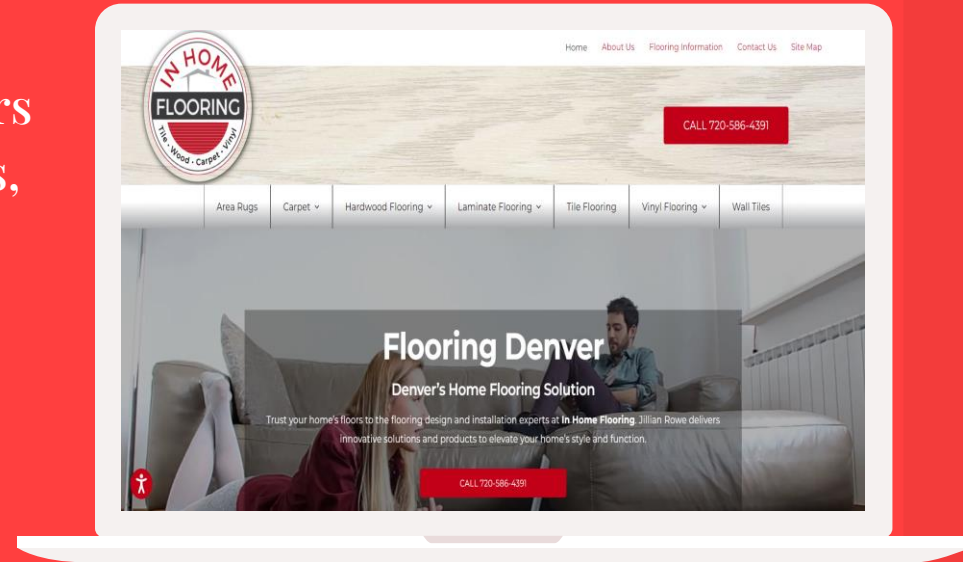 rs
s,
IN HOME
FLOORING
Tile • Wood • Carpet • Vinyl
Home About Us Flooring Information Contact Us Site Map
CALL 720-586-4391
Area Rugs Carpet Hardwood Flooring Laminate Flooring Tile Flooring Vinyl Flooring Wall Tiles
Flooring Denver
Denver's Home Flooring Solution
Trust your home's floors to the flooring design and installation experts at In Home Flooring. Jillian Rowe delivers
innovative solutions and products to elevate your home's style and function.
CALL 720-586-4391